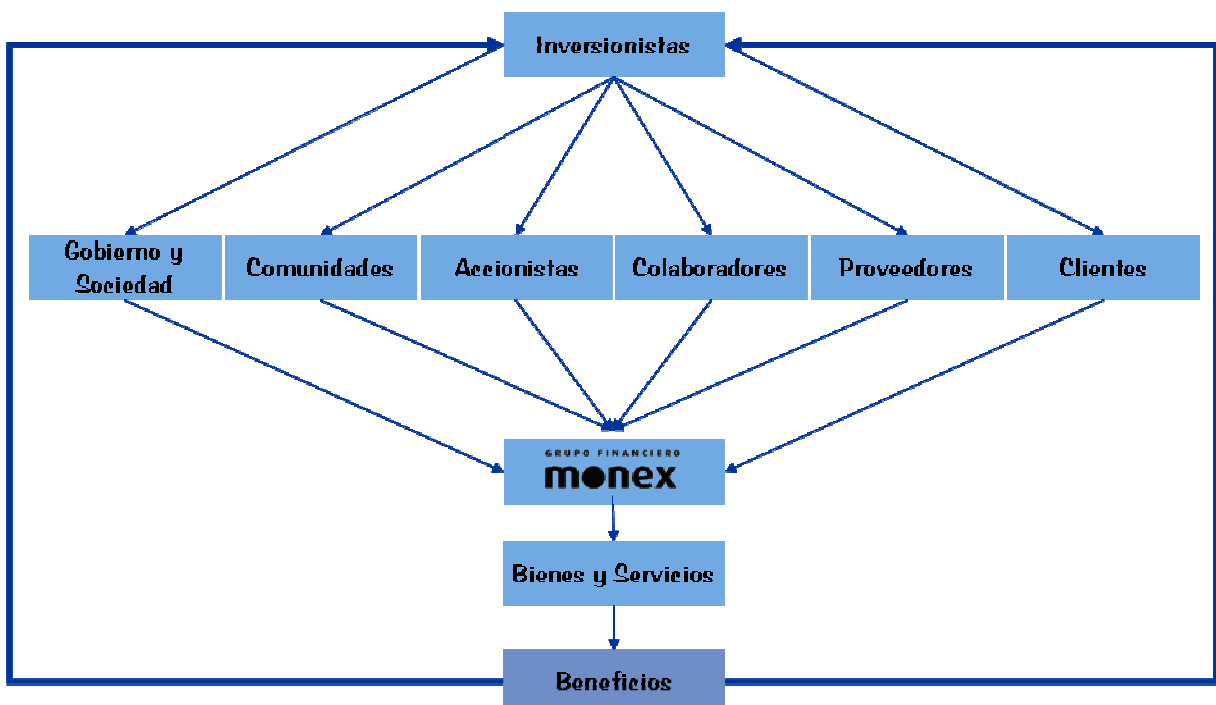 Inversionistas
Gobierno y
Sociedad
Comunidades
Accionistas
Colaboradores
Proveedores
Clientes
GRUPO FINANCIERO
monex
Bienes y Servicios
Beneficios